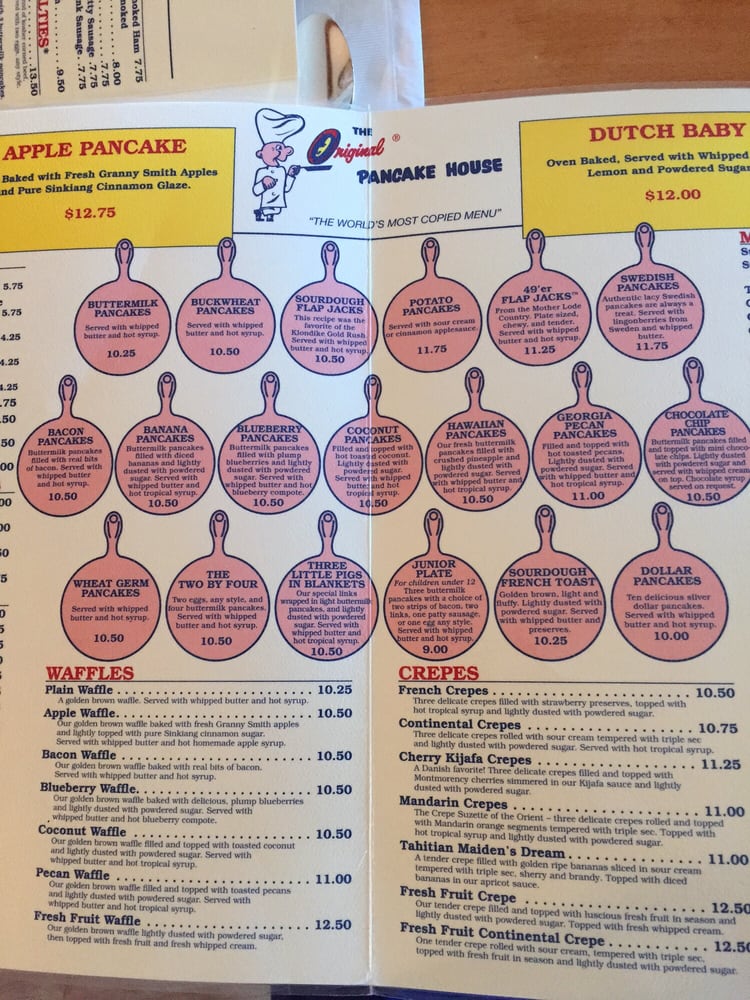 oked Ham 7.75
moked
8.00
tty Sausage 7.75
nk Sausage 7.75
9.50
LTIES*
13.50
APPLE PANCAKE
Baked with Fresh Granny Smith Apples
nd Pure Sinkiang Cinnamon Glaze.
$12.75
THE
Original ®
PANCAKE HOUSE
"THE WORLD'S MOST COPIED MENU"
DUTCH BABY
Oven Baked, Served with Whipped
Lemon and Powdered Sugar
$12.00
5.75
5.75
4.25
4.25
BUTTERMILK
PANCAKES
Served with whipped
butter and hot syrup.
10.25
BUCKWHEAT
PANCAKES
Served with whipped
butter and hot syrup.
10.50
SOURDOUGH
FLAP JACKS
This recipe was the
favorite of the
Klondike Gold Rush.
Served with whipped
butter and hot syrup.
10.50
POTATO
PANCAKES
Served with sour cream
or cinnamon applesauce.
11.75
49'er
FLAP JACKS™
From the Mother Lode
Country. Plate sized,
chewy, and tender.
Served with whipped
butter and hot syrup.
11.25
SWEDISH
PANCAKES
Authentic lacy Swedish
pancakes are always a
treat. Served with
lingonberries from
Sweden and whipped
butter.
11.75
BACON
PANCAKES
Buttermilk pancakes
filled with real bits
of bacon. Served with
whipped butter
and hot syrup.
10.50
BANANA
PANCAKES
Buttermilk pancakes
filled with diced
bananas and lightly
dusted with powdered
sugar. Served with
whipped butter and
hot tropical syrup.
10.50
BLUEBERRY
PANCAKES
Buttermilk pancakes
filled with plump
blueberries and lightly
dusted with powdered
sugar. Served with
whipped butter and hot
blueberry compote.
10.50
COCONUT
PANCAKES
Filled and topped with
hot toasted coconut.
Lightly dusted with
powdered sugar.
Served with whipped
butter and hot
tropical syrup.
10.50
HAWAIIAN
PANCAKES
Our fresh buttermilk
pancakes filled with
crushed pineapple and
lightly dusted with
powdered sugar. Served
with whipped butter and
hot tropical syrup.
10.50
GEORGIA
PECAN
PANCAKES
Filled and topped with
hot toasted pecans.
Lightly dusted with
powdered sugar. Served
with whipped butter and
hot tropical syrup.
11.00
CHOCOLATE
CHIP
PANCAKES
Buttermilk pancakes filled
and topped with mini choco-
late chips. Lightly dusted
with powdered sugar and
served with whipped cream
on top. Chocolate syrup
served on request.
10.50
WHEAT GERM
PANCAKES
Served with whipped
butter and hot syrup.
10.50
THE
TWO BY FOUR
Two eggs, any style, and
four buttermilk pancakes.
Served with whipped
butter and hot syrup.
10.50
THREE
LITTLE PIGS
IN BLANKETS
Our special links
wrapped in light buttermilk
pancakes, and lightly
dusted with powdered
sugar. Served with
whipped butter and
hot tropical syrup.
10.50
JUNIOR
PLATE
For children under 12
Three buttermilk
pancakes with a choice of
two strips of bacon, two
links, one patty sausage,
or one egg any style.
Served with whipped
butter and hot syrup.
9.00
SOURDOUGH
FRENCH TOAST
Golden brown, light and
fluffy. Lightly dusted with
powdered sugar. Served
with whipped butter and
preserves.
10.25
DOLLAR
PANCAKES
Ten delicious silver
dollar pancakes.
Served with whipped
butter and hot syrup.
10.00
WAFFLES
Plain Waffle 10.25
A golden brown waffle. Served with whipped butter and hot syrup.
Apple Waffle 10.50
Our golden brown waffle baked with fresh Granny Smith apples
and lightly topped with pure Sinkiang cinnamon sugar.
Served with whipped butter and hot homemade apple syrup.
Bacon Waffle 10.50
Our golden brown waffle baked with real bits of bacon.
Served with whipped butter and hot syrup.
Blueberry Waffle 10.50
Our golden brown waffle baked with delicious, plump blueberries
and lightly dusted with powdered sugar. Served with
whipped butter and hot blueberry compote.
Coconut Waffle 10.50
Our golden brown waffle filled and topped with toasted coconut
and lightly dusted with powdered sugar. Served with
whipped butter and hot tropical syrup.
Pecan Waffle 11.00
Our golden brown waffle filled and topped with toasted pecans
and lightly dusted with powdered sugar. Served with
whipped butter and hot tropical syrup.
Fresh Fruit Waffle 12.50
Our golden brown waffle lightly dusted with powdered sugar,
then topped with fresh fruit and fresh whipped cream.
CREPES
French Crepes 10.50
Three delicate crepes filled with strawberry preserves, topped with
hot tropical syrup and lightly dusted with powdered sugar.
Continental Crepes 10.75
Three delicate crepes rolled with sour cream tempered with triple sec
and lightly dusted with powdered sugar. Served with hot tropical syrup.
Cherry Kijafa Crepes 11.25
A Danish favorite! Three delicate crepes filled and topped with
Montmorency cherries simmered in our Kijafa sauce and lightly
dusted with powdered sugar.
Mandarin Crepes 11.00
The Crepe Suzette of the Orient – three delicate crepes rolled and topped
with Mandarin orange segments tempered with triple sec. Topped with
hot tropical syrup and lightly dusted with powdered sugar.
Tahitian Maiden's Dream 11.00
A tender crepe filled with golden ripe bananas sliced in sour cream
tempered with triple sec, sherry and brandy. Topped with diced
bananas in our apricot sauce.
Fresh Fruit Crepe 12.50
Our tender crepe filled and topped with luscious fresh fruit in season and
lightly dusted with powdered sugar. Topped with fresh whipped cream.
Fresh Fruit Continental Crepe 12.50
One tender crepe rolled with sour cream, tempered with triple sec,
topped with fresh fruit in season and lightly dusted with powdered sugar.